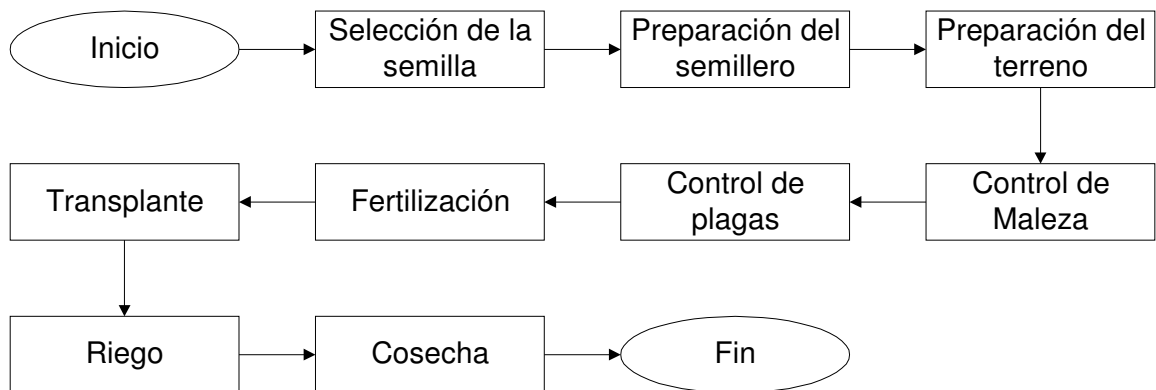 Inicio
Selección de la
semilla
Preparación del
semillero
Preparación del
terreno
Control de
Maleza
Control de
plagas
Fertilización
Transplante
Riego
Cosecha
Fin